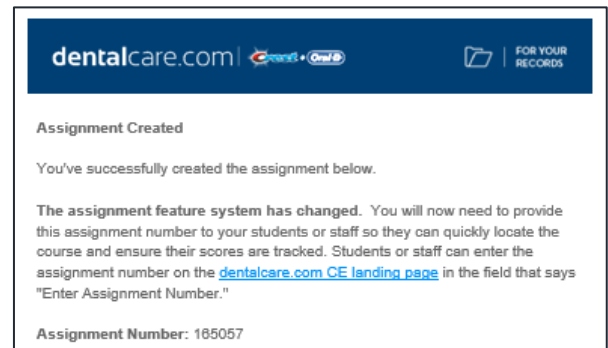 dentalcare.com | Crest + Oral-B
FOR YOUR
RECORDS
Assignment Created
You've successfully created the assignment below.
The assignment feature system has changed. You will now need to provide
this assignment number to your students or staff so they can quickly locate the
course and ensure their scores are tracked. Students or staff can enter the
assignment number on the dentalcare.com CE landing page in the field that says
"Enter Assignment Number."
Assignment Number: 165057